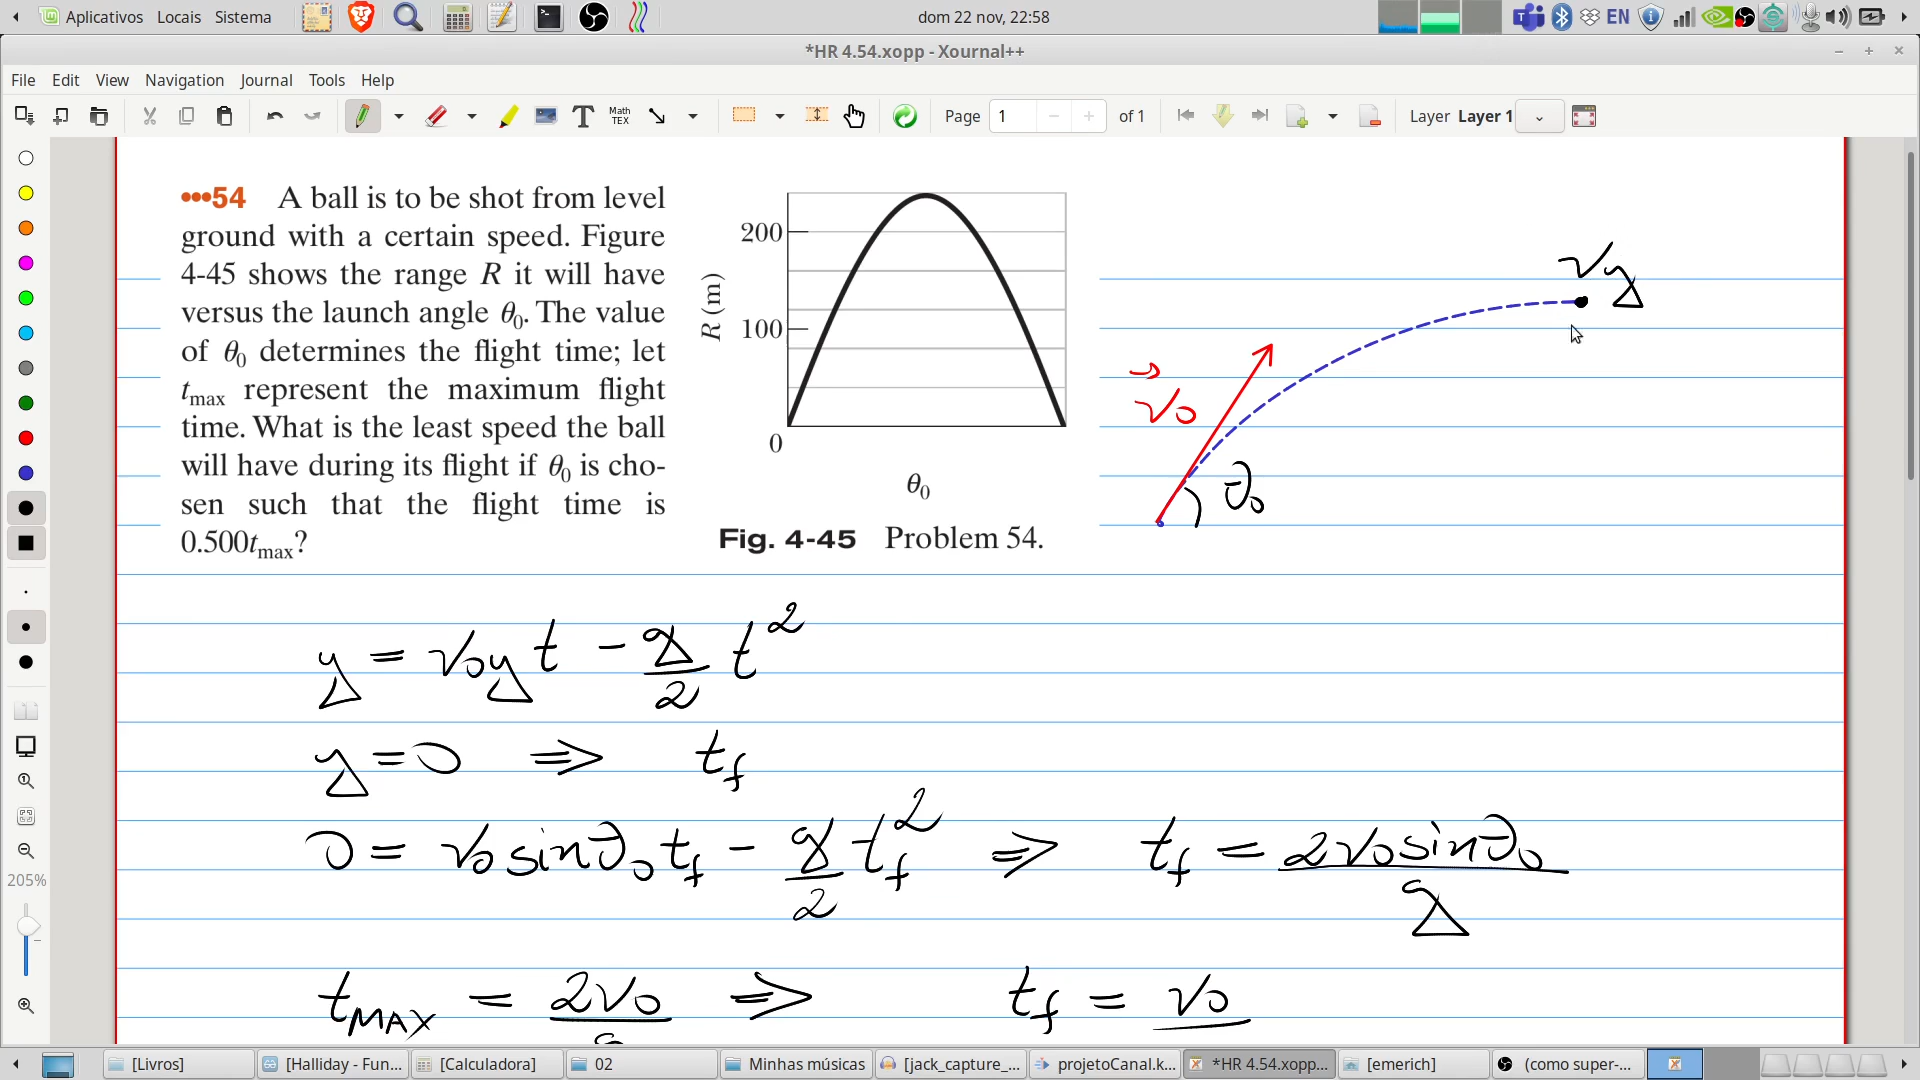 Aplicativos Locais Sistema
dom 22 nov, 22:58
EN
*HR 4.54.xopp - Xournal++
File Edit View Navigation Journal Tools Help
Math TEX
Page 1 of 1
Layer Layer 1
•••54 A ball is to be shot from level
ground with a certain speed. Figure
4-45 shows the range R it will have
versus the launch angle θ₀. The value
of θ₀ determines the flight time; let
tmax represent the maximum flight
time. What is the least speed the ball
will have during its flight if θ₀ is cho-
sen such that the flight time is
0.500tmax?
200
100
0
R (m)
θ₀
Fig. 4-45 Problem 54.
vy
v₀
θ₀
y = v₀y t − g/2 t²
y = 0 ⇒ tf
0 = v₀ sinθ₀ tf − g/2 tf² ⇒ tf = 2v₀sinθ₀/g
tMAX = 2v₀/g ⇒ tf = v₀
205%
[Livros]
[Halliday - Fun...
[Calculadora]
02
Minhas músicas
[jack_capture_...
projetoCanal.k...
*HR 4.54.xopp...
[emerich]
(como super-...